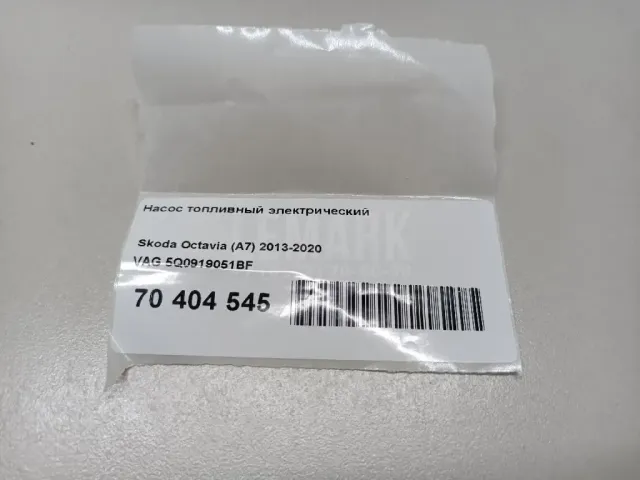 Насос топливный электрический
Skoda Octavia (A7) 2013-2020
VAG 5Q0919051BF
70 404 545